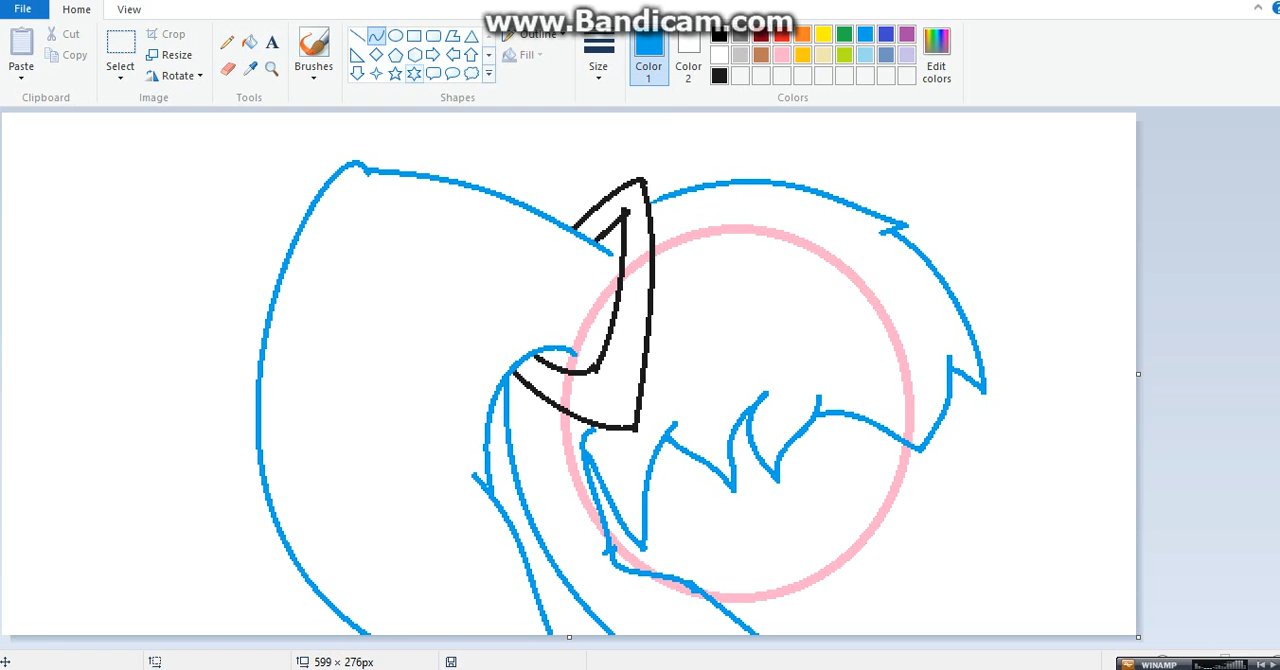 File Home View
www.Bandicam.com
Paste Cut Copy
Clipboard
Select Crop Resize Rotate
Image
A
Tools
Brushes
Outline
Fill
Shapes
Size
Color 1
Color 2
Edit colors
Colors
599 × 276px
WINAMP